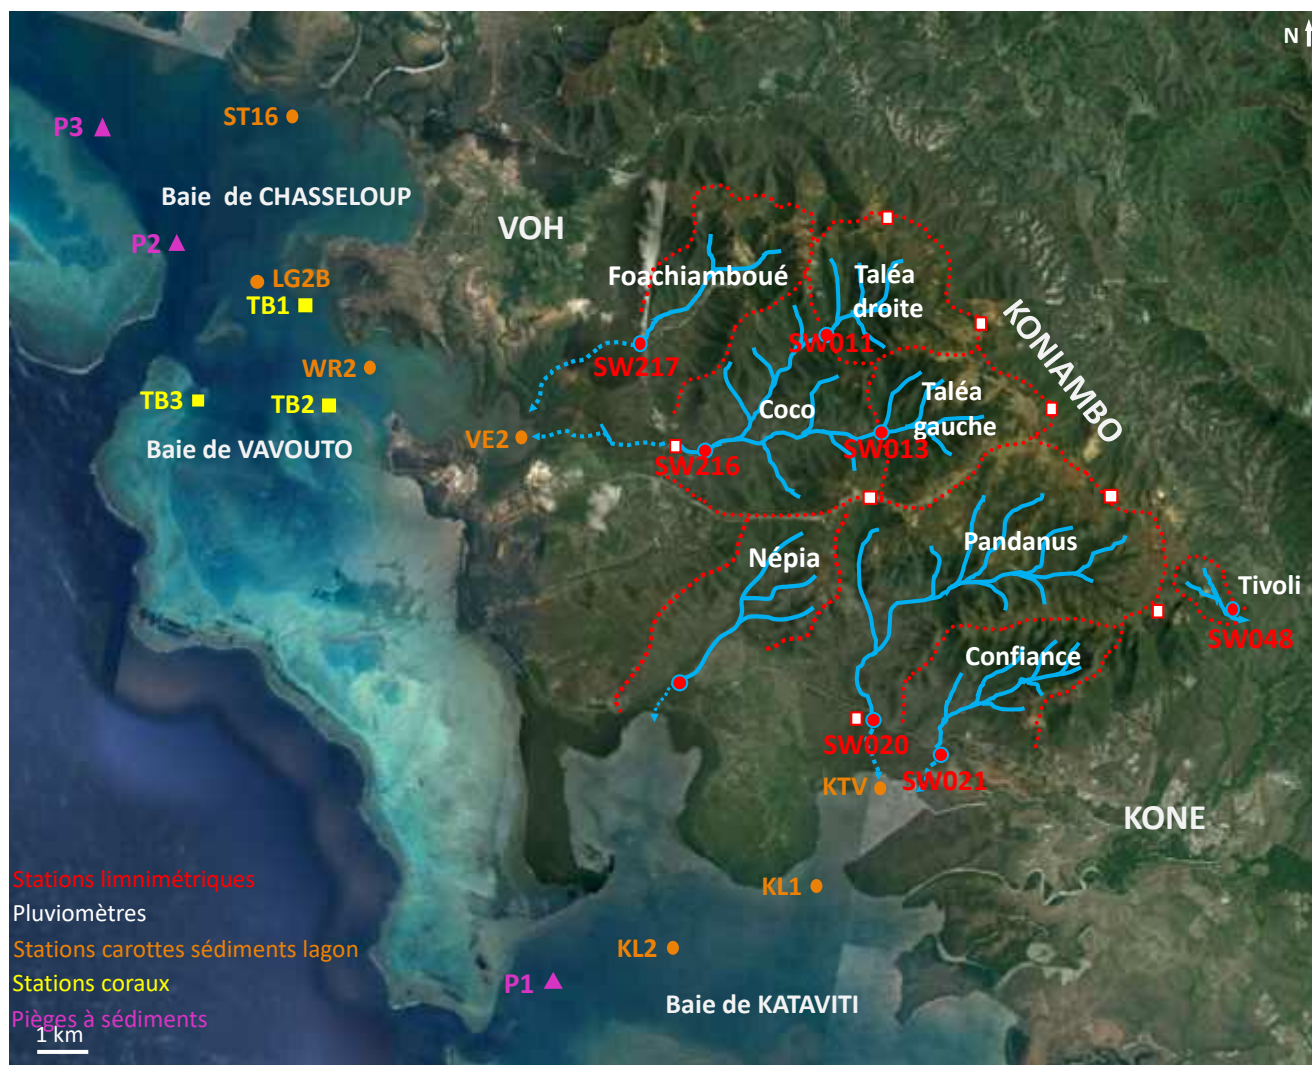 N
P3
ST16
Baie de CHASSELOUP
VOH
P2
LG2B
TB1
Foachiamboué
Taléa
droite
KONIAMBO
SW011
SW217
WR2
TB3
TB2
Coco
Taléa
gauche
VE2
Baie de VAVOUTO
SW216
SW013
Népia
Pandanus
Tivoli
SW048
Confiance
SW020
KTV
SW021
KONE
KL1
KL2
P1
Baie de KATAVITI
Stations limnimétriques
Pluviomètres
Stations carottes sédiments lagon
Stations coraux
Pièges à sédiments
1 km